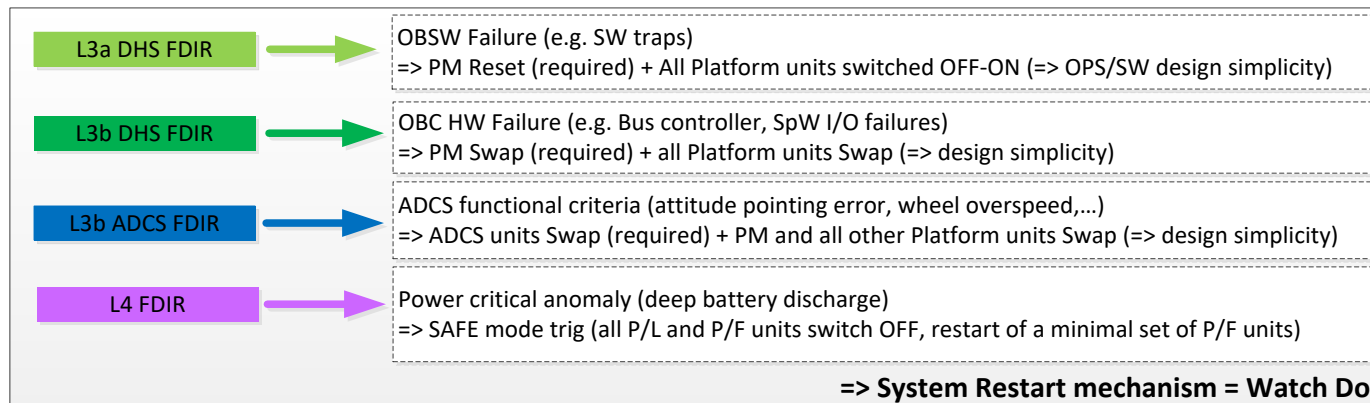 L3a DHS FDIR
OBSW Failure (e.g. SW traps)
=> PM Reset (required) + All Platform units switched OFF-ON (=> OPS/SW design simplicity)
L3b DHS FDIR
OBC HW Failure (e.g. Bus controller, SpW I/O failures)
=> PM Swap (required) + all Platform units Swap (=> design simplicity)
L3b ADCS FDIR
ADCS functional criteria (attitude pointing error, wheel overspeed,...)
=> ADCS units Swap (required) + PM and all other Platform units Swap (=> design simplicity)
L4 FDIR
Power critical anomaly (deep battery discharge)
=> SAFE mode trig (all P/L and P/F units switch OFF, restart of a minimal set of P/F units)
=> System Restart mechanism = Watch Do